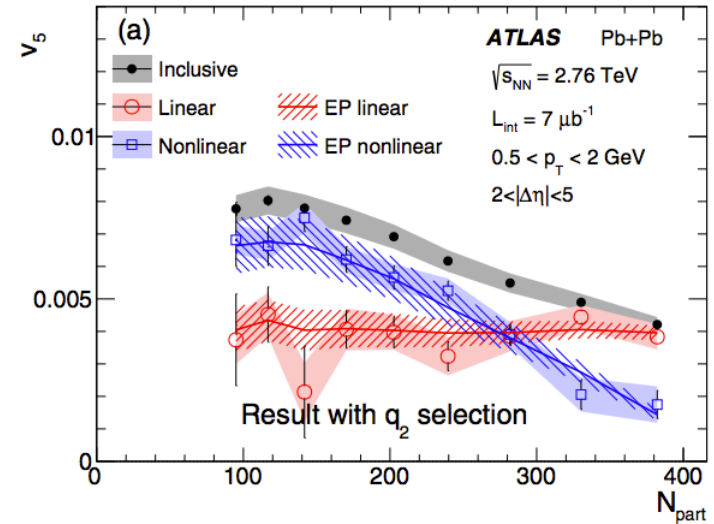 (a)
ATLAS Pb+Pb
Inclusive
√s_NN = 2.76 TeV
Linear
EP linear
L_int = 7 μb⁻¹
Nonlinear
EP nonlinear
0.5 < p_T < 2 GeV
2<|Δη|<5
v₅
0.01
0.005
0
Result with q₂ selection
0 100 200 300 400
N_part